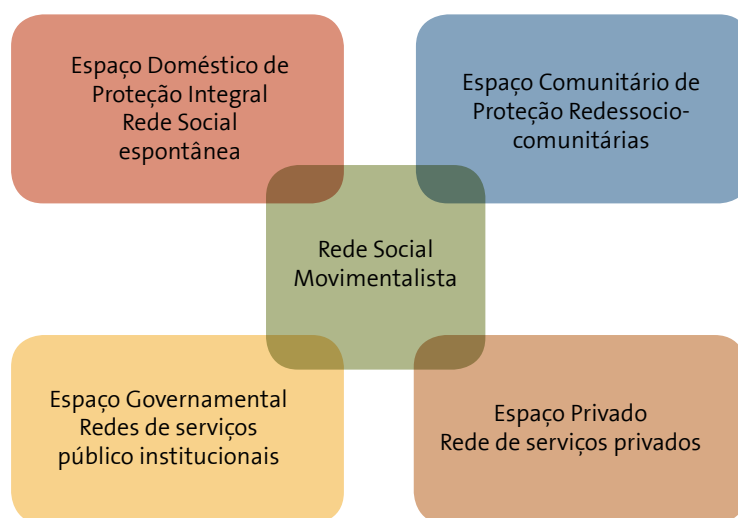 Espaço Doméstico de
Proteção Integral
Rede Social
espontânea
Espaço Comunitário de
Proteção Redessocio-
comunitárias
Rede Social
Movimentalista
Espaço Governamental
Redes de serviços
público institucionais
Espaço Privado
Rede de serviços privados